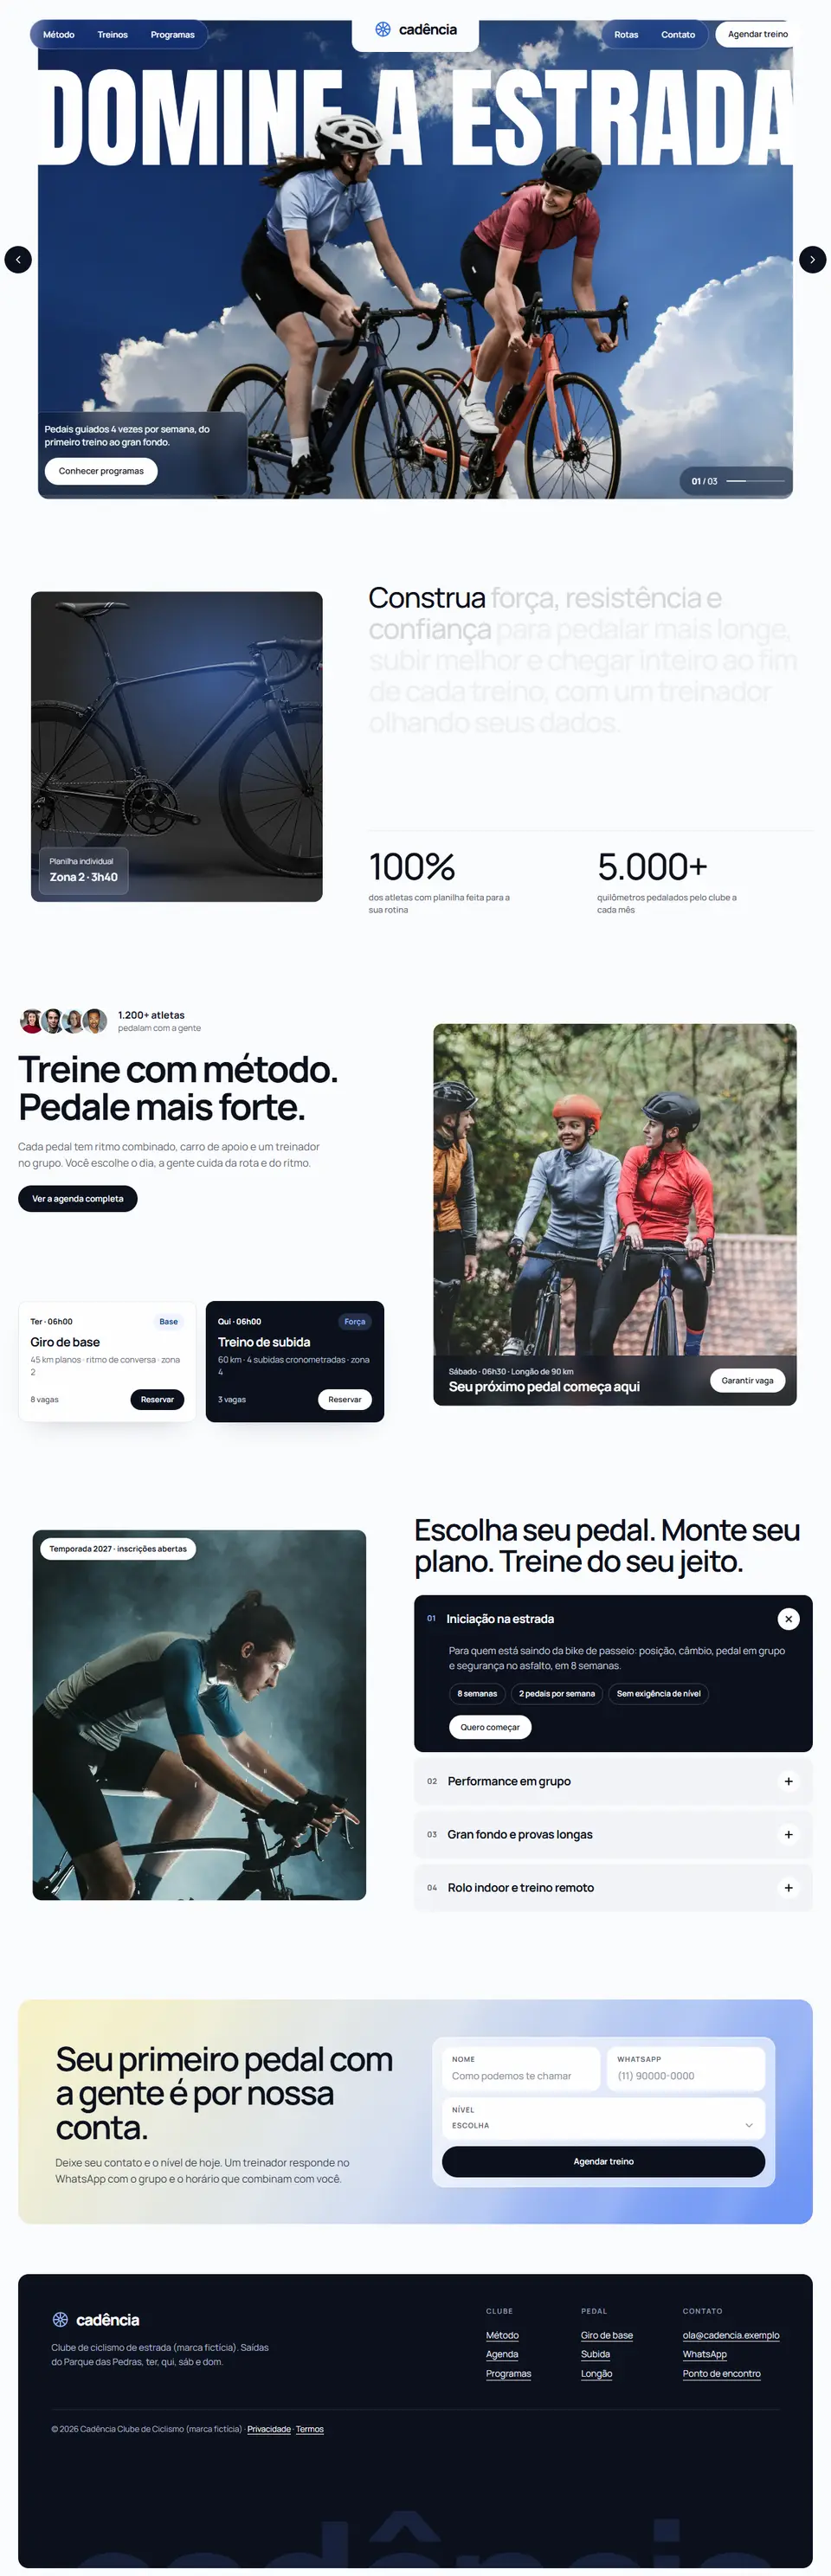 Método Treinos Programas
cadência
Rotas Contato
Agendar treino
DOMINE A ESTRADA
Pedais guiados 4 vezes por semana, do
primeiro treino ao gran fondo.
Conhecer programas
01 / 03
Construa força, resistência e
confiança para pedalar mais longe,
subir melhor e chegar inteiro ao fim
de cada treino, com um treinador
olhando seus dados.
Planilha individual
Zona 2 · 3h40
100%
dos atletas com planilha feita para a
sua rotina
5.000+
quilômetros pedalados pelo clube a
cada mês
1.200+ atletas
pedalam com a gente
Treine com método.
Pedale mais forte.
Cada pedal tem ritmo combinado, carro de apoio e um treinador
no grupo. Você escolhe o dia, a gente cuida da rota e do ritmo.
Ver a agenda completa
Ter · 06h00
Base
Giro de base
45 km planos · ritmo de conversa · zona
2
8 vagas
Reservar
Qui · 06h00
Força
Treino de subida
60 km · 4 subidas cronometradas · zona
4
3 vagas
Reservar
Sábado · 06h30 · Longão de 90 km
Seu próximo pedal começa aqui
Garantir vaga
Temporada 2027 · inscrições abertas
Escolha seu pedal. Monte seu
plano. Treine do seu jeito.
01 Iniciação na estrada
Para quem está saindo da bike de passeio: posição, câmbio, pedal em grupo
e segurança no asfalto, em 8 semanas.
8 semanas
2 pedais por semana
Sem exigência de nível
Quero começar
02 Performance em grupo
03 Gran fondo e provas longas
04 Rolo indoor e treino remoto
Seu primeiro pedal com
a gente é por nossa
conta.
Deixe seu contato e o nível de hoje. Um treinador responde no
WhatsApp com o grupo e o horário que combinam com você.
NOME
Como podemos te chamar
WHATSAPP
(11) 90000-0000
NÍVEL
ESCOLHA
Agendar treino
cadência
Clube de ciclismo de estrada (marca fictícia). Saídas
do Parque das Pedras, ter, qui, sáb e dom.
CLUBE
Método
Agenda
Programas
PEDAL
Giro de base
Subida
Longão
CONTATO
ola@cadencia.exemplo
WhatsApp
Ponto de encontro
© 2026 Cadência Clube de Ciclismo (marca fictícia) · Privacidade · Termos
cadência